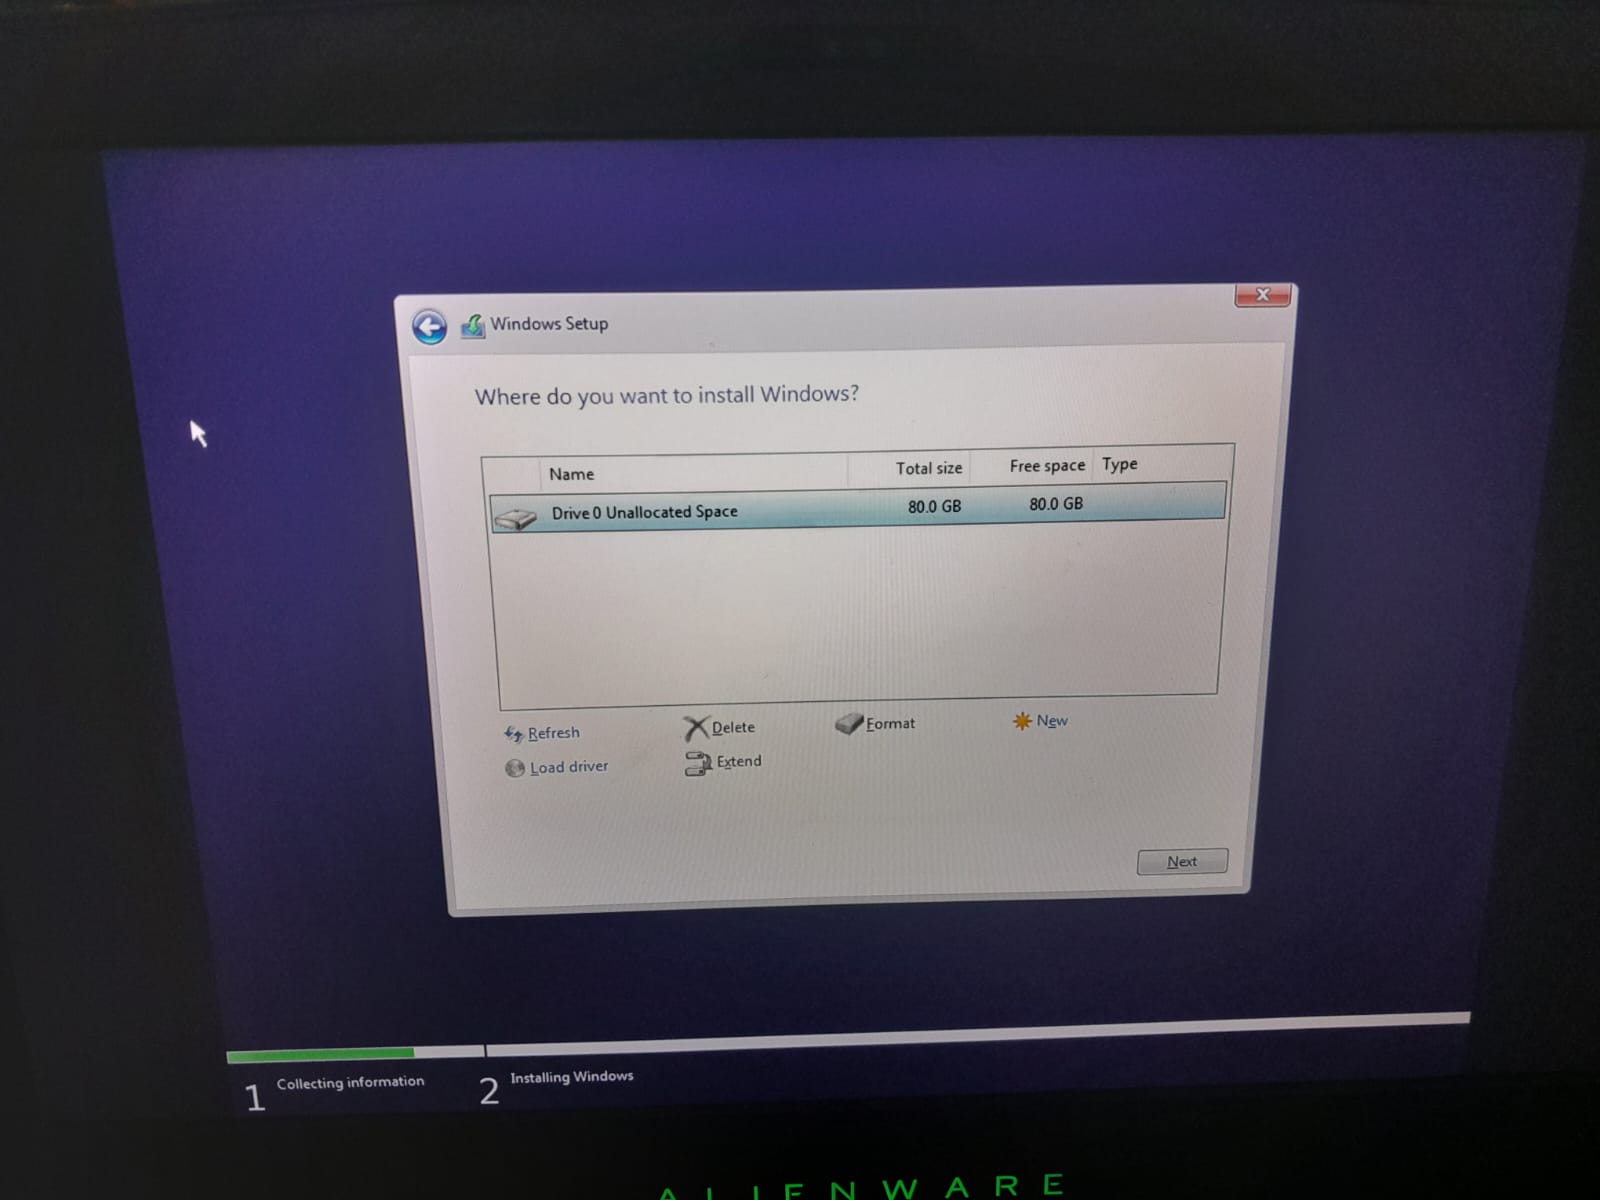 Windows Setup
Where do you want to install Windows?
Name Total size Free space Type
Drive 0 Unallocated Space 80.0 GB 80.0 GB
Refresh Delete Format New
Load driver Extend
Next
1 Collecting information 2 Installing Windows
ALIENWARE